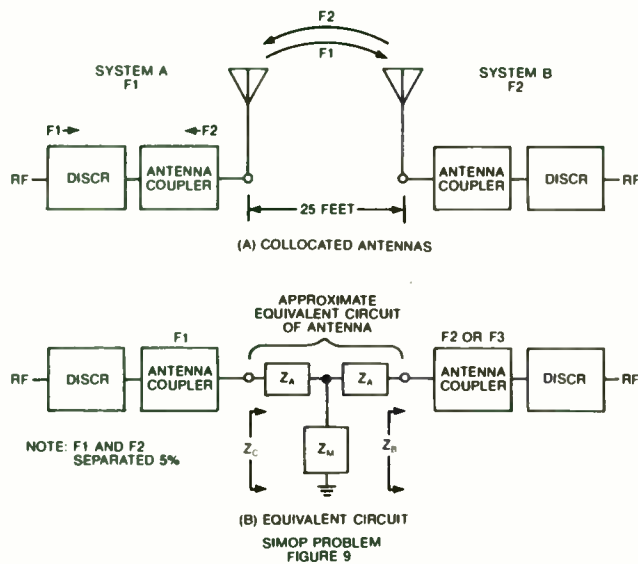 F2
F1
SYSTEM A
F1
SYSTEM B
F2
F1→
←F2
RF
DISCR
ANTENNA
COUPLER
ANTENNA
COUPLER
DISCR
RF
25 FEET
(A) COLLOCATED ANTENNAS
APPROXIMATE
EQUIVALENT CIRCUIT
OF ANTENNA
F1
F2 OR F3
RF
DISCR
ANTENNA
COUPLER
ZA
ZA
ANTENNA
COUPLER
DISCR
RF
NOTE: F1 AND F2
SEPARATED 5%
ZC
ZM
ZB
(B) EQUIVALENT CIRCUIT
SIMOP PROBLEM
FIGURE 9